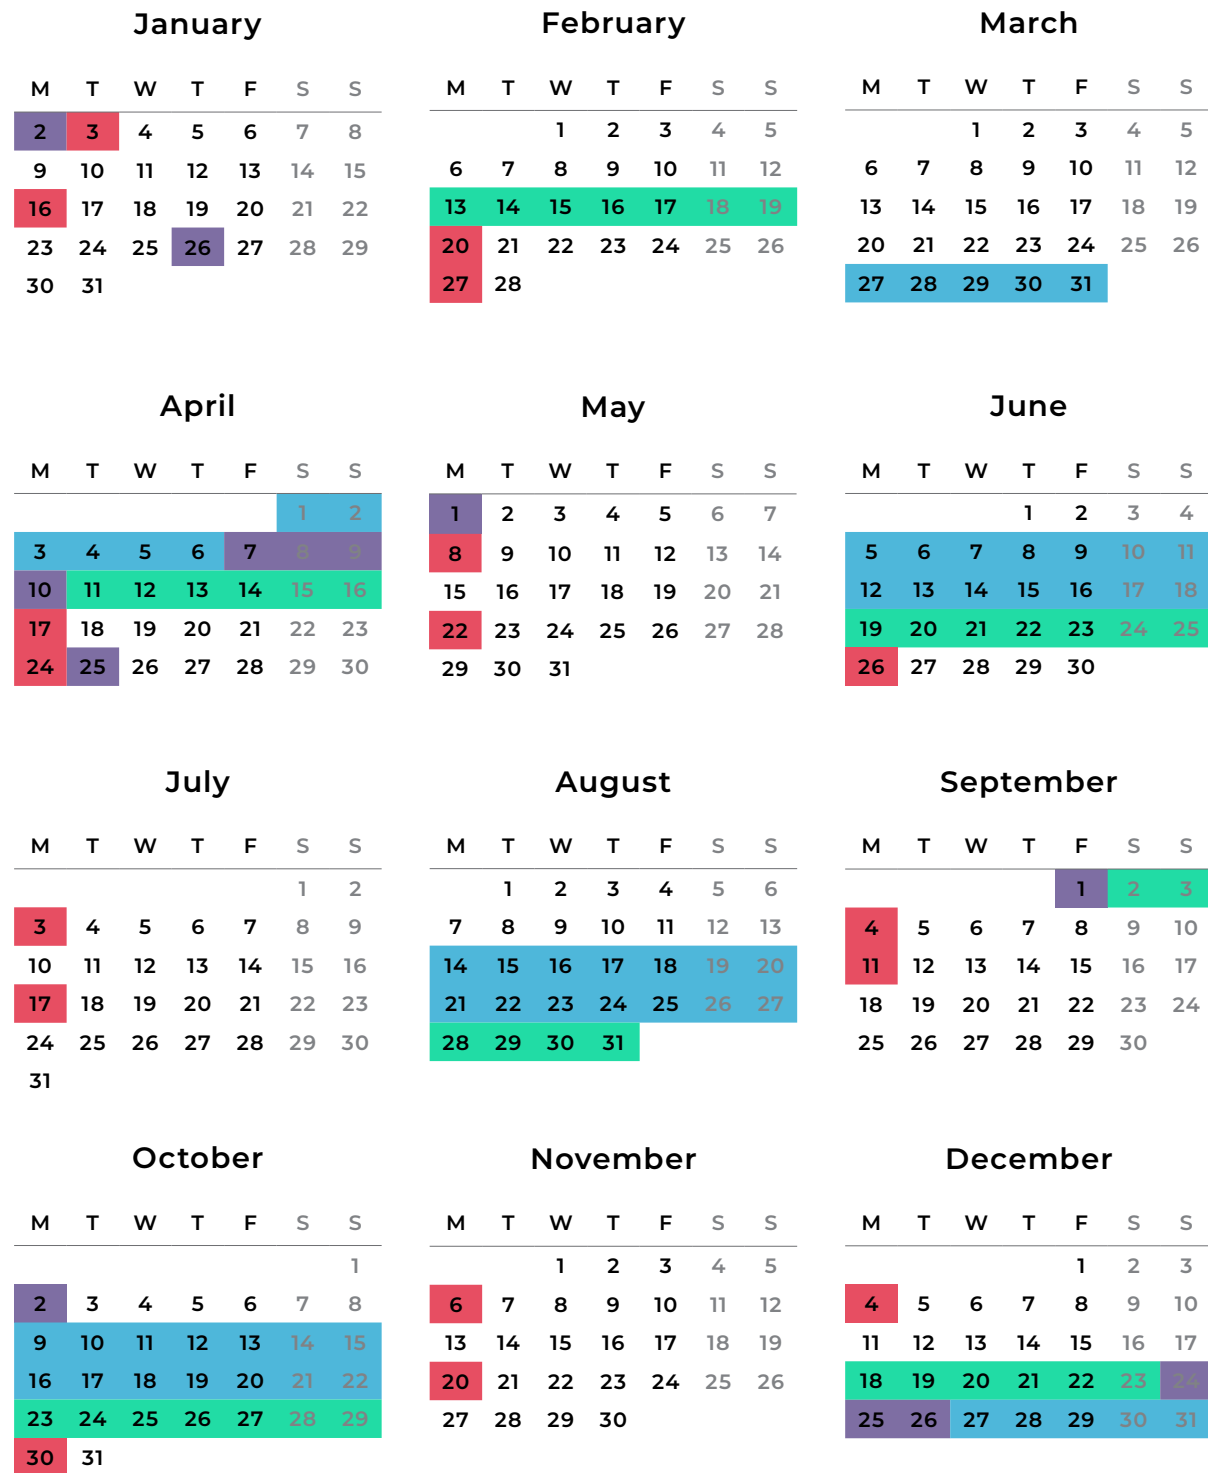 January
M T W T F S S
2 3 4 5 6 7 8
9 10 11 12 13 14 15
16 17 18 19 20 21 22
23 24 25 26 27 28 29
30 31
February
M T W T F S S
1 2 3 4 5
6 7 8 9 10 11 12
13 14 15 16 17 18 19
20 21 22 23 24 25 26
27 28
March
M T W T F S S
1 2 3 4 5
6 7 8 9 10 11 12
13 14 15 16 17 18 19
20 21 22 23 24 25 26
27 28 29 30 31
April
M T W T F S S
1 2
3 4 5 6 7 8 9
10 11 12 13 14 15 16
17 18 19 20 21 22 23
24 25 26 27 28 29 30
May
M T W T F S S
1 2 3 4 5 6 7
8 9 10 11 12 13 14
15 16 17 18 19 20 21
22 23 24 25 26 27 28
29 30 31
June
M T W T F S S
1 2 3 4
5 6 7 8 9 10 11
12 13 14 15 16 17 18
19 20 21 22 23 24 25
26 27 28 29 30
July
M T W T F S S
1 2
3 4 5 6 7 8 9
10 11 12 13 14 15 16
17 18 19 20 21 22 23
24 25 26 27 28 29 30
31
August
M T W T F S S
1 2 3 4 5 6
7 8 9 10 11 12 13
14 15 16 17 18 19 20
21 22 23 24 25 26 27
28 29 30 31
September
M T W T F S S
1 2 3
4 5 6 7 8 9 10
11 12 13 14 15 16 17
18 19 20 21 22 23 24
25 26 27 28 29 30
October
M T W T F S S
1
2 3 4 5 6 7 8
9 10 11 12 13 14 15
16 17 18 19 20 21 22
23 24 25 26 27 28 29
30 31
November
M T W T F S S
1 2 3 4 5
6 7 8 9 10 11 12
13 14 15 16 17 18 19
20 21 22 23 24 25 26
27 28 29 30
December
M T W T F S S
1 2 3
4 5 6 7 8 9 10
11 12 13 14 15 16 17
18 19 20 21 22 23 24
25 26 27 28 29 30 31